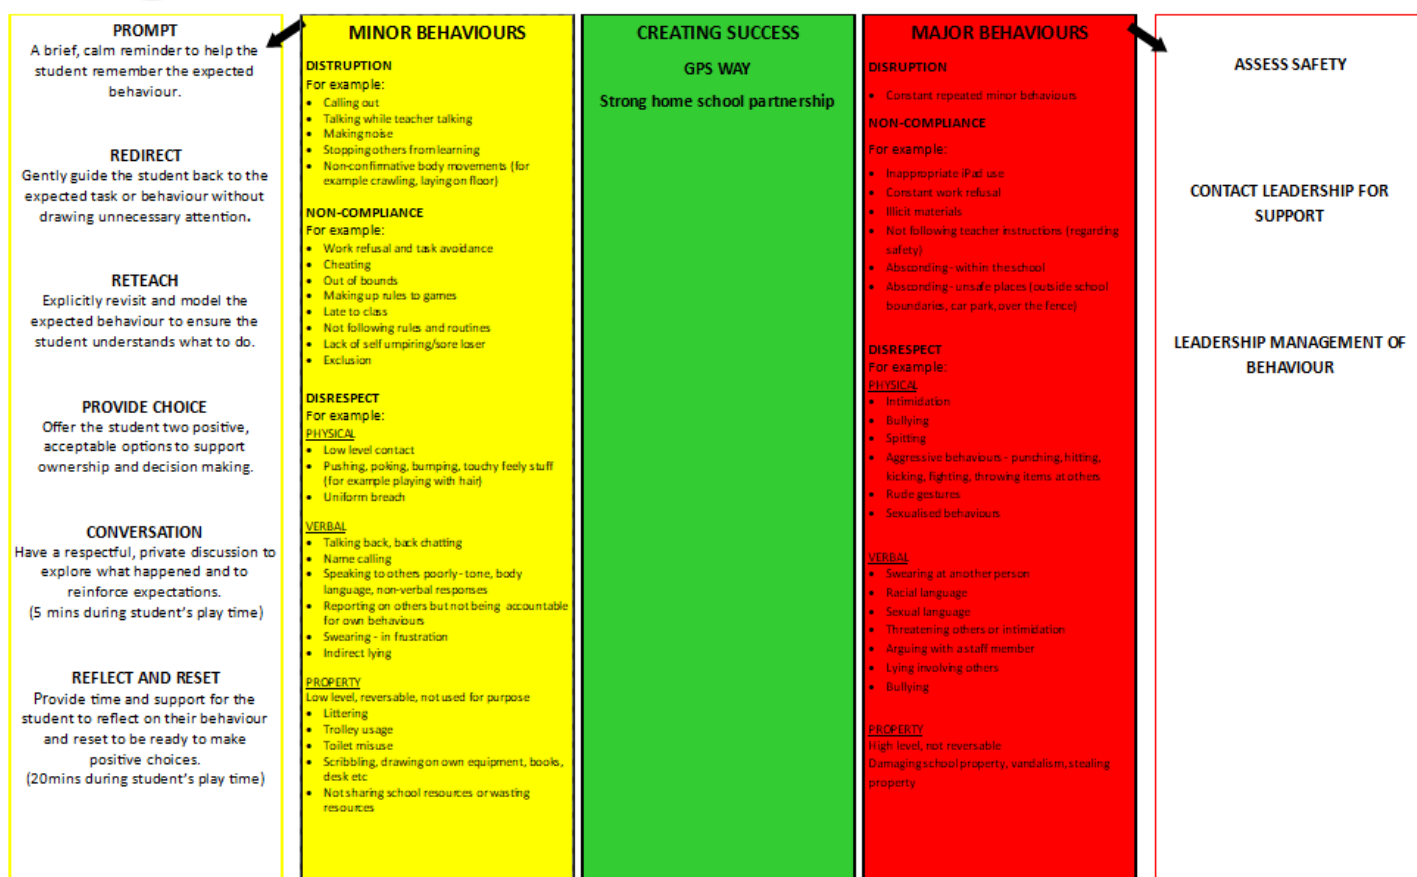 PROMPT
A brief, calm reminder to help the
student remember the expected
behaviour.
REDIRECT
Gently guide the student back to the
expected task or behaviour without
drawing unnecessary attention.
RETEACH
Explicitly revisit and model the
expected behaviour to ensure the
student understands what to do.
PROVIDE CHOICE
Offer the student two positive,
acceptable options to support
ownership and decision making.
CONVERSATION
Have a respectful, private discussion to
explore what happened and to
reinforce expectations.
(5 mins during student's play time)
REFLECT AND RESET
Provide time and support for the
student to reflect on their behaviour
and reset to be ready to make
positive choices.
(20mins during student's play time)
MINOR BEHAVIOURS
DISTRUPTION
For example:
• Calling out
• Talking while teacher talking
• Making noise
• Stopping others from learning
• Non-confirmative body movements (for
example crawling, laying on floor)
NON-COMPLIANCE
For example:
• Work refusal and task avoidance
• Cheating
• Out of bounds
• Making up rules to games
• Late to class
• Not following rules and routines
• Lack of self umpiring/sore loser
• Exclusion
DISRESPECT
For example:
PHYSICAL
• Low level contact
• Pushing, poking, bumping, touchy feely stuff
(for example playing with hair)
• Uniform breach
VERBAL
• Talking back, back chatting
• Name calling
• Speaking to others poorly - tone, body
language, non-verbal responses
• Reporting on others but not being accountable
for own behaviours
• Swearing - in frustration
• Indirect lying
PROPERTY
Low level, reversable, not used for purpose
• Littering
• Trolley usage
• Toilet misuse
• Scribbling, drawing on own equipment, books,
desk etc
• Not sharing school resources or wasting
resources
CREATING SUCCESS
GPS WAY
Strong home school partnership
MAJOR BEHAVIOURS
DISRUPTION
• Constant repeated minor behaviours
NON-COMPLIANCE
For example:
• Inappropriate iPad use
• Constant work refusal
• Illicit materials
• Not following teacher instructions (regarding
safety)
• Absconding - within the school
• Absconding - unsafe places (outside school
boundaries, car park, over the fence)
DISRESPECT
For example:
PHYSICAL
• Intimidation
• Bullying
• Spitting
• Aggressive behaviours - punching, hitting,
kicking, fighting, throwing items at others
• Rude gestures
• Sexualised behaviours
VERBAL
• Swearing at another person
• Racial language
• Sexual language
• Threatening others or intimidation
• Arguing with a staff member
• Lying involving others
• Bullying
PROPERTY
High level, not reversable
Damaging school property, vandalism, stealing
property
ASSESS SAFETY
CONTACT LEADERSHIP FOR
SUPPORT
LEADERSHIP MANAGEMENT OF
BEHAVIOUR